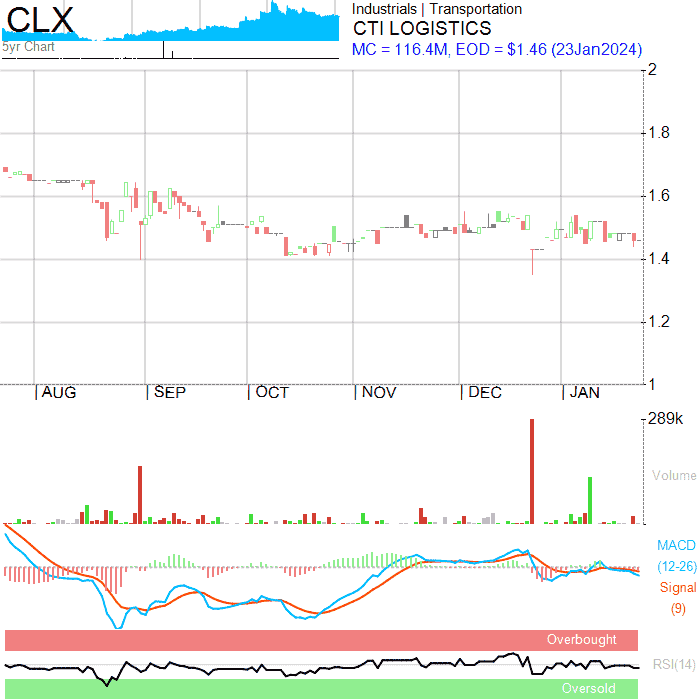 CLX
5yr Chart
Industrials | Transportation
CTI LOGISTICS
MC = 116.4M, EOD = $1.46 (23Jan2024)
2
1.8
1.6
1.4
1.2
1
|AUG |SEP |OCT |NOV |DEC |JAN
289k
Volume
MACD
(12-26)
Signal
(9)
Overbought
RSI(14)
Oversold